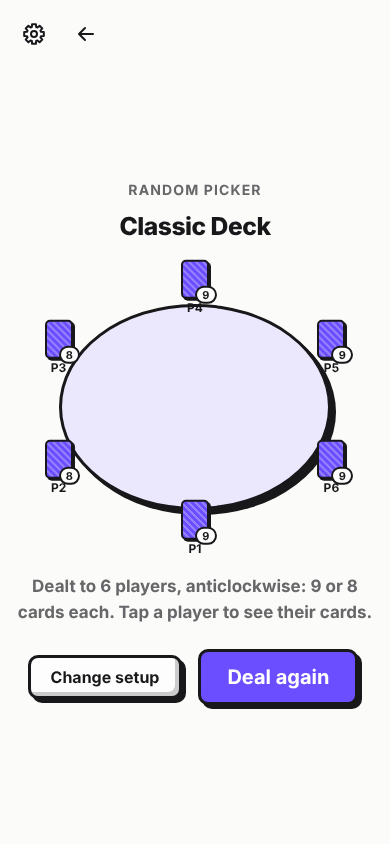 RANDOM PICKER
Classic Deck
9
P4
8
P3
9
P5
8
P2
9
P6
9
P1
Dealt to 6 players, anticlockwise: 9 or 8
cards each. Tap a player to see their cards.
Change setup
Deal again